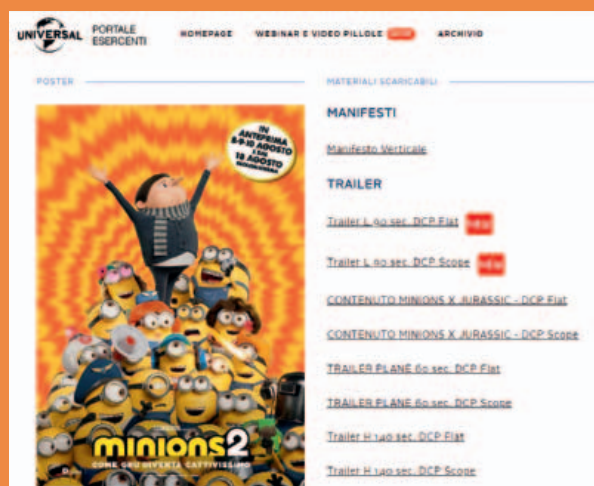 UNIVERSAL
PORTALE
ESERCENTI
HOMEPAGE
WEBINAR E VIDEO PILLOLE
ARCHIVIO
POSTER
MATERIALI SCARICABILI
IN
ANTEPRIMA
8-9-10 AGOSTO
18 AGOSTO
minions2
COME GRU DIVENTA CATTIVISSIMO
MANIFESTI
Manifesto Verticale
TRAILER
Trailer L 90 sec. DCP Flat
Trailer L 90 sec. DCP Scope
CONTENUTO MINIONS X JURASSIC - DCP Flat
CONTENUTO MINIONS X JURASSIC - DCP Scope
TRAILER PLANE 60 sec. DCP Flat
TRAILER PLANE 60 sec. DCP Scope
Trailer H 140 sec. DCP Flat
Trailer H 140 sec. DCP Scope